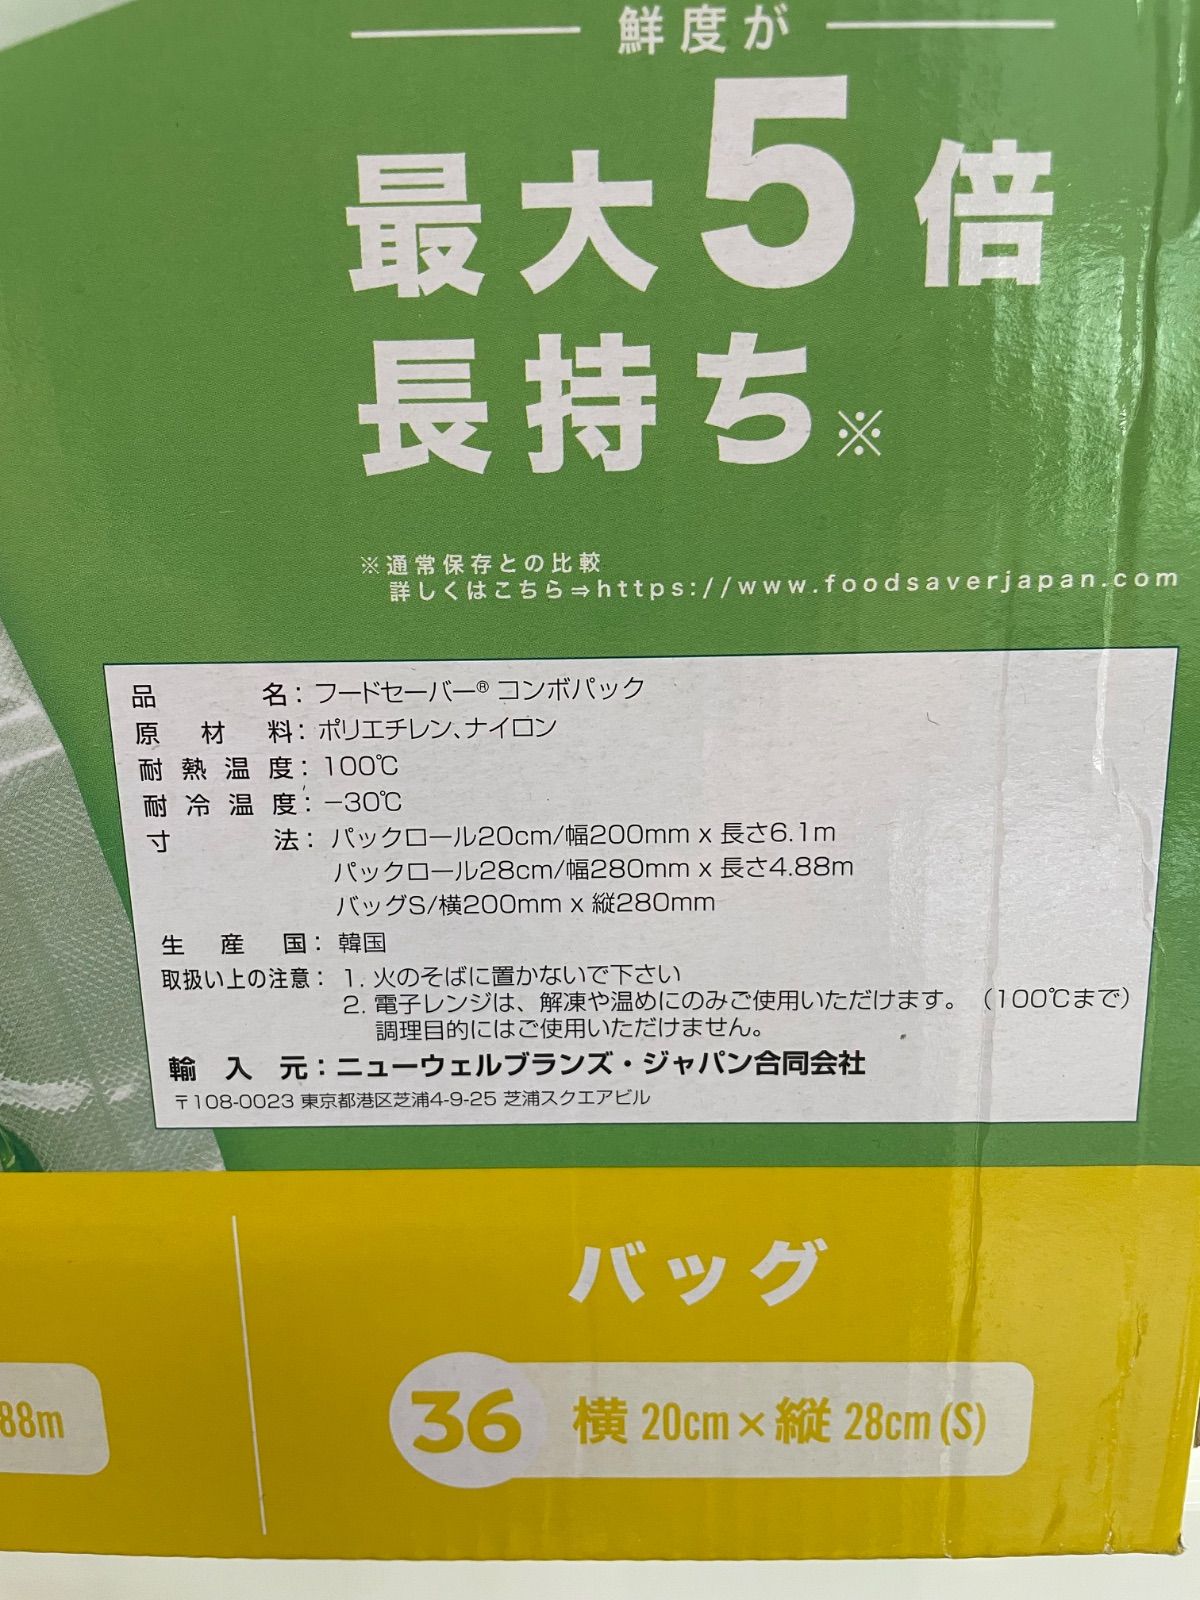 鮮度が
最大5倍
長持ち※
※通常保存との比較
詳しくはこちら⇒https://www.foodsaverjapan.com
品名：フードセーバー® コンボパック
原材料：ポリエチレン、ナイロン
耐熱温度：100℃
耐冷温度：−30℃
寸法：パックロール20cm/幅200mm x 長さ6.1m
パックロール28cm/幅280mm x 長さ4.88m
バッグS/横200mm x 縦280mm
生産国：韓国
取扱い上の注意：1. 火のそばに置かないで下さい
2. 電子レンジは、解凍や温めにのみご使用いただけます。（100℃まで）
調理目的にはご使用いただけません。
輸入元：ニューウェルブランズ・ジャパン合同会社
〒108-0023 東京都港区芝浦4-9-25 芝浦スクエアビル
バッグ
88m
36 横20cm×縦28cm(S)